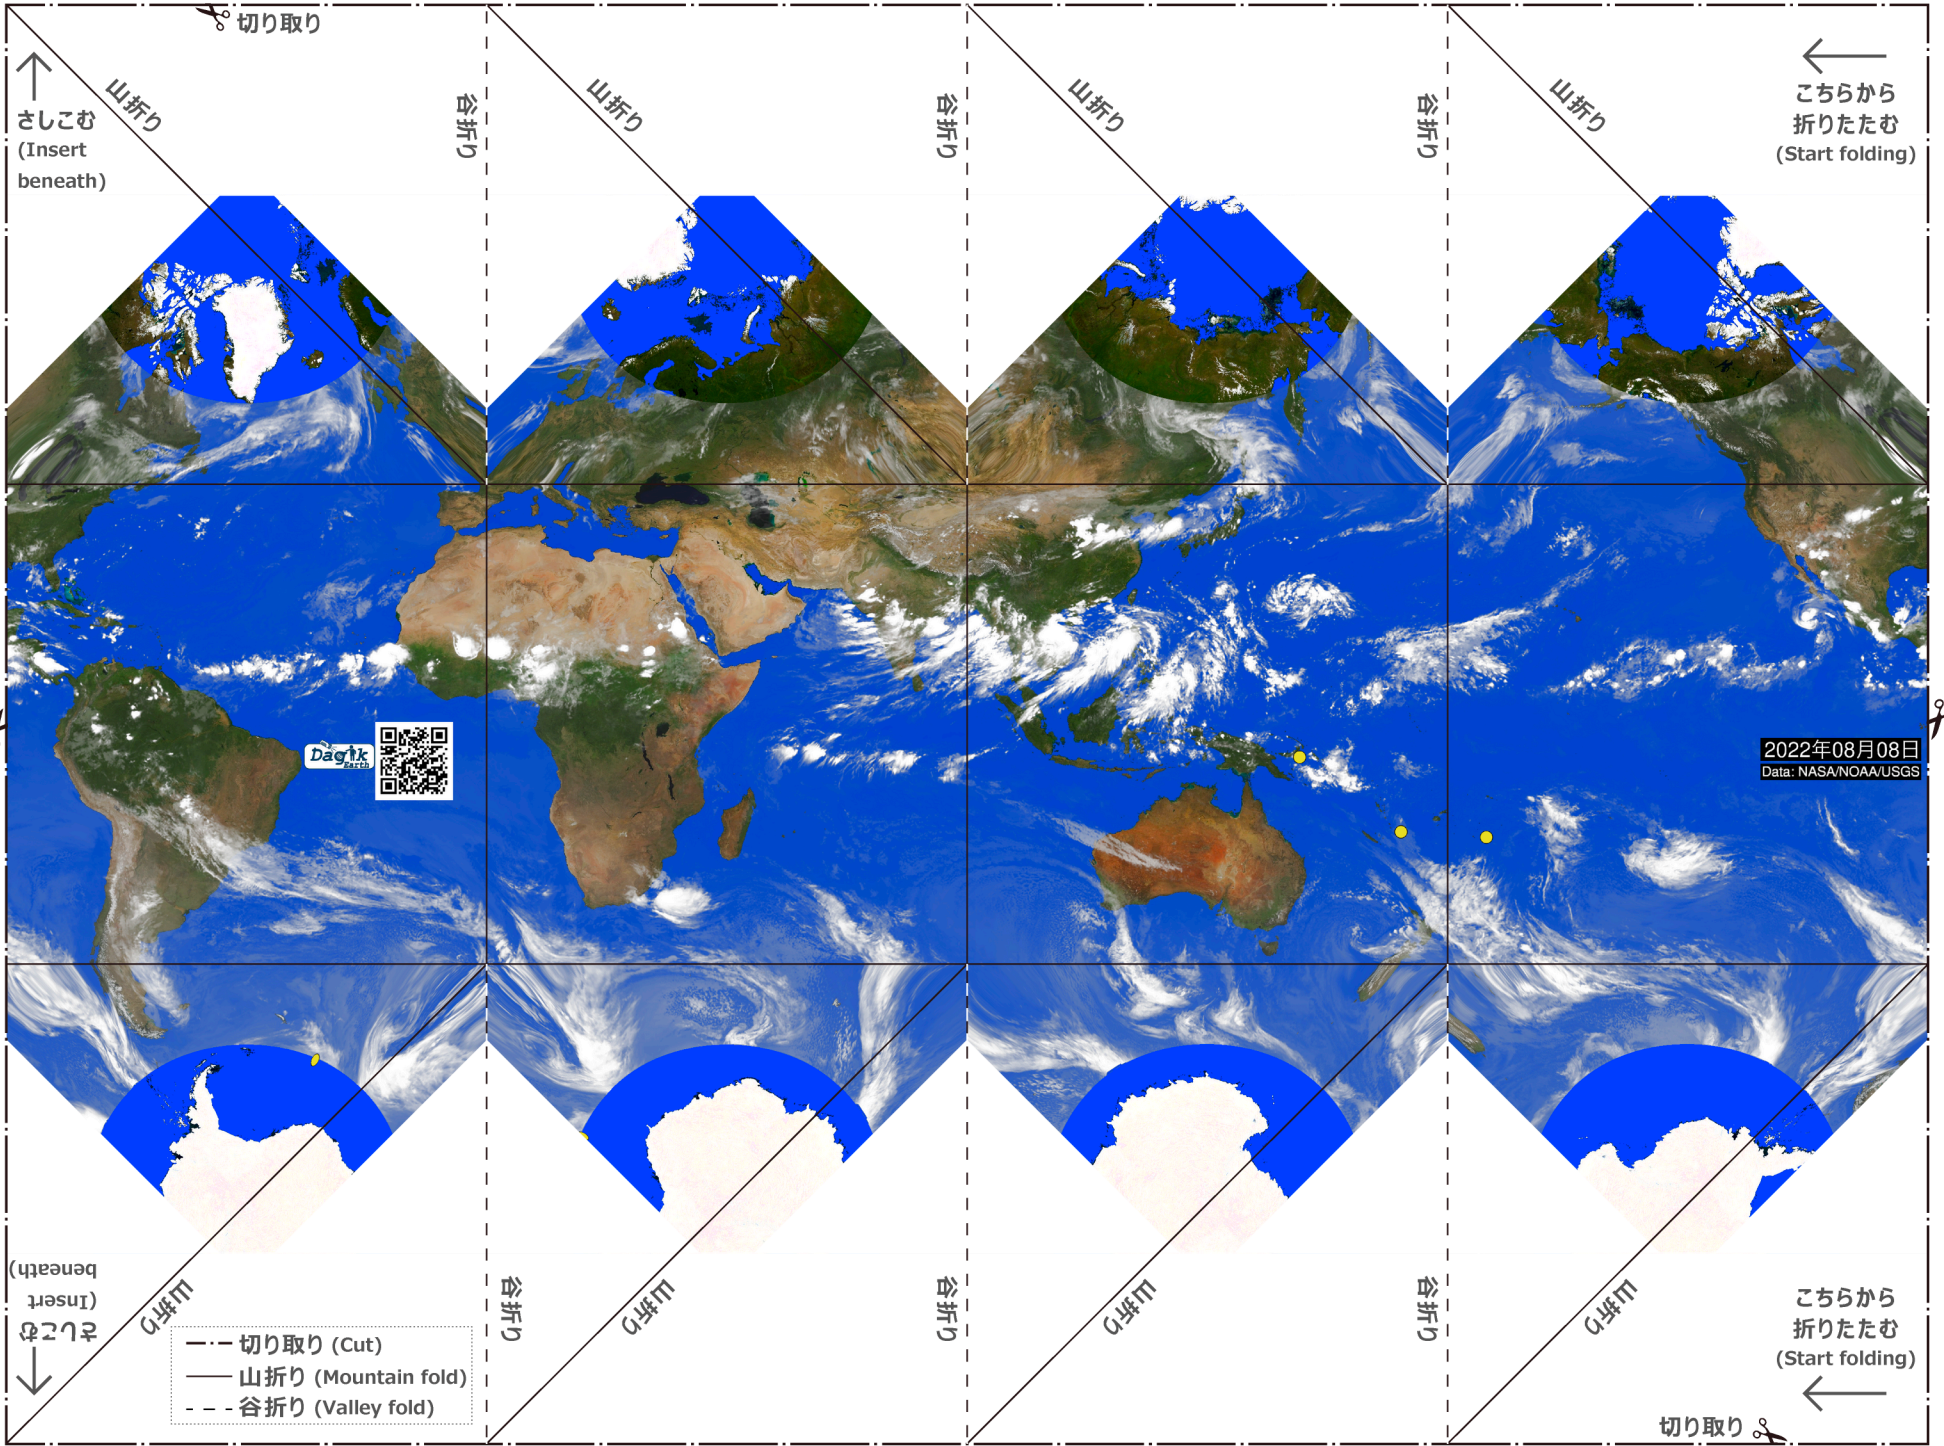 切り取り
山折り
谷折り
山折り
谷折り
山折り
谷折り
山折り
さしこむ
(Insert
beneath)
こちらから
折りたたむ
(Start folding)
Dagik
Earth
2022年08月08日
Data: NASA/NOAA/USGS
さしこむ
(Insert
beneath)
山折り
谷折り
山折り
谷折り
山折り
谷折り
山折り
こちらから
折りたたむ
(Start folding)
切り取り (Cut)
山折り (Mountain fold)
谷折り (Valley fold)
切り取り